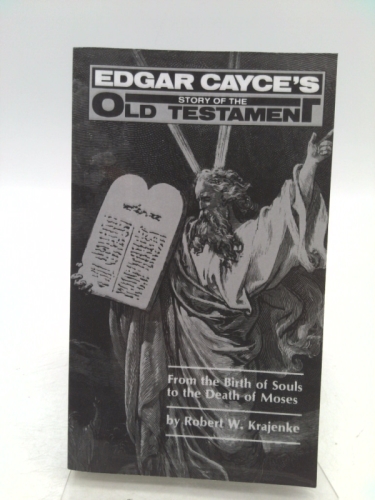 EDGAR CAYCE'S
STORY OF THE
OLD TESTAMENT
From the Birth of Souls
to the Death of Moses
by Robert W. Krajenke